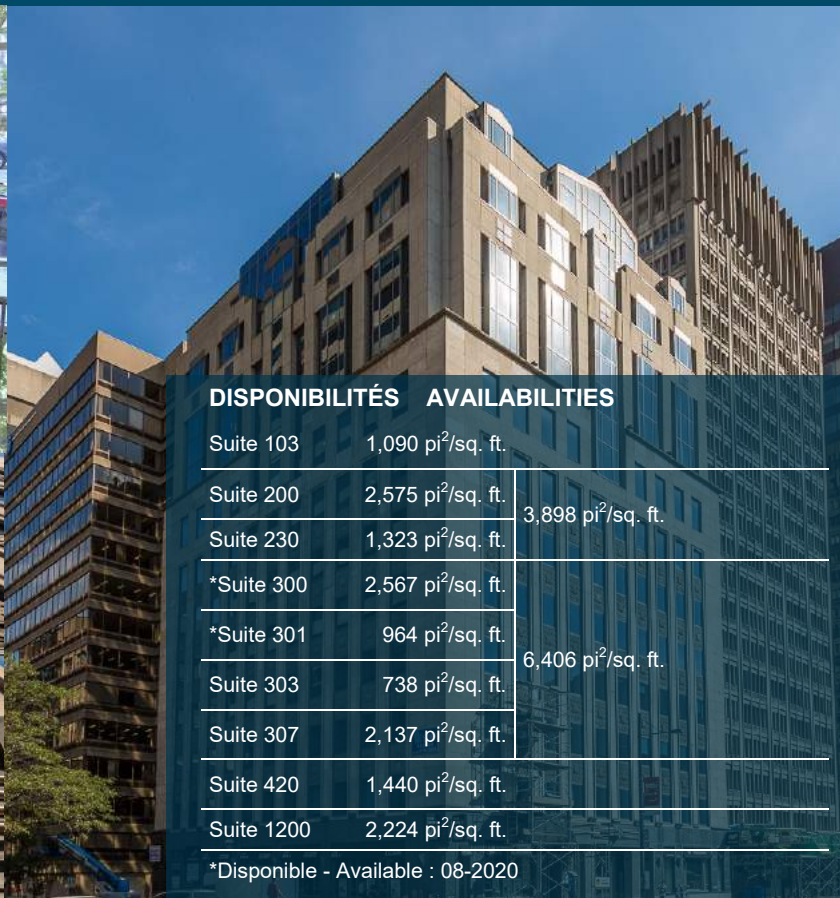 DISPONIBILITÉS AVAILABILITIES
Suite 103 1,090 pi²/sq. ft.
Suite 200 2,575 pi²/sq. ft.
3,898 pi²/sq. ft.
Suite 230 1,323 pi²/sq. ft.
*Suite 300 2,567 pi²/sq. ft.
*Suite 301 964 pi²/sq. ft.
6,406 pi²/sq. ft.
Suite 303 738 pi²/sq. ft.
Suite 307 2,137 pi²/sq. ft.
Suite 420 1,440 pi²/sq. ft.
Suite 1200 2,224 pi²/sq. ft.
*Disponible - Available : 08-2020